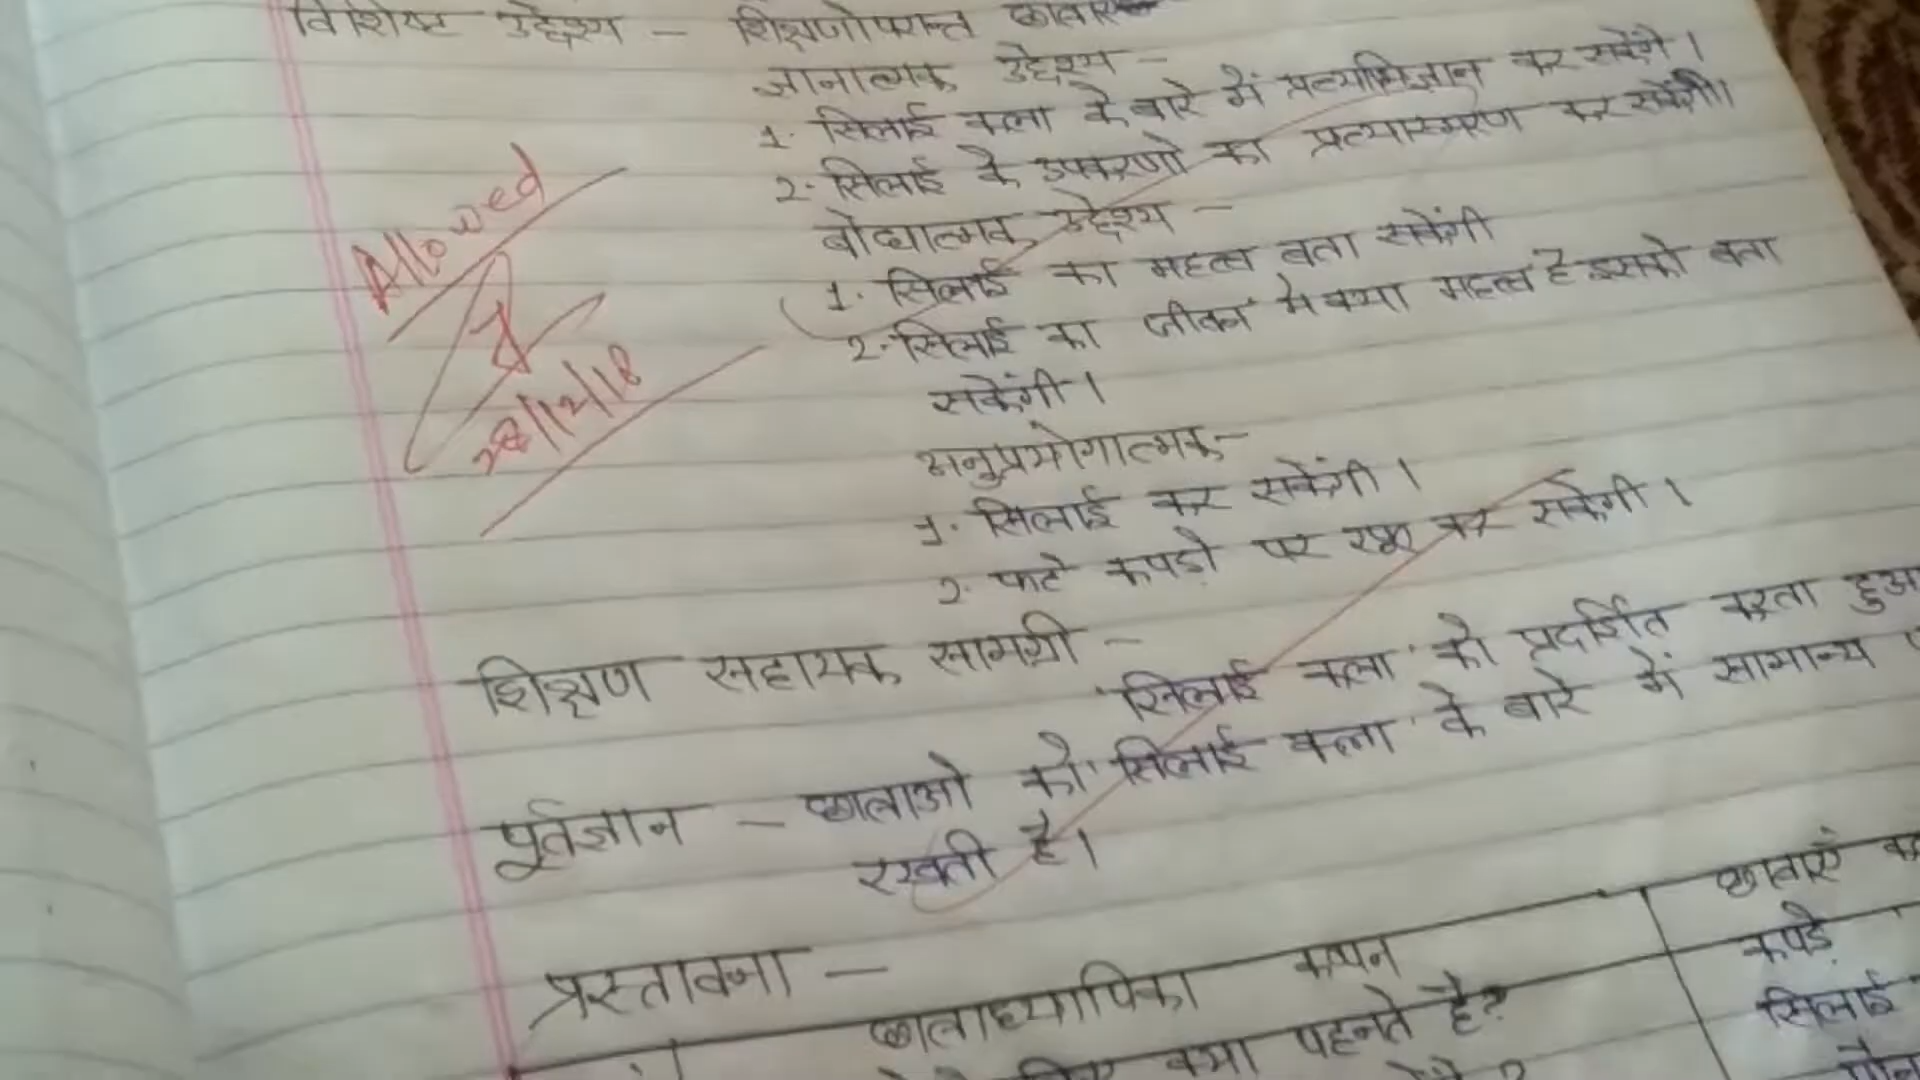 विशिष्ट उद्देश्य - शिक्षणोपरान्त छात्राएं
ज्ञानात्मक उद्देश्य -
1. सिलाई कला के बारे में प्रत्याभिज्ञान कर सकेंगे।
2. सिलाई के उपकरणो का प्रत्यास्मरण कर सकेंगी।
बोधात्मक उद्देश्य -
1. सिलाई का महत्व बता सकेंगी
2. सिलाई का जीवन में क्या महत्व है इसको बता
सकेंगी।
अनुप्रयोगात्मक -
1. सिलाई कर सकेंगी।
2. फटे कपड़ो पर रफू कर सकेंगी।
Allowed
28/12/18
शिक्षण सहायक सामग्री -
सिलाई कला को प्रदर्शित करता हुआ
पूर्वज्ञान - छात्राओ को सिलाई कला के बारे में सामान्य
रखती है।
प्रस्तावना -
छात्राध्यापिका कथन
छात्राएं
क्या पहनते है?
कपड़े
सिलाई